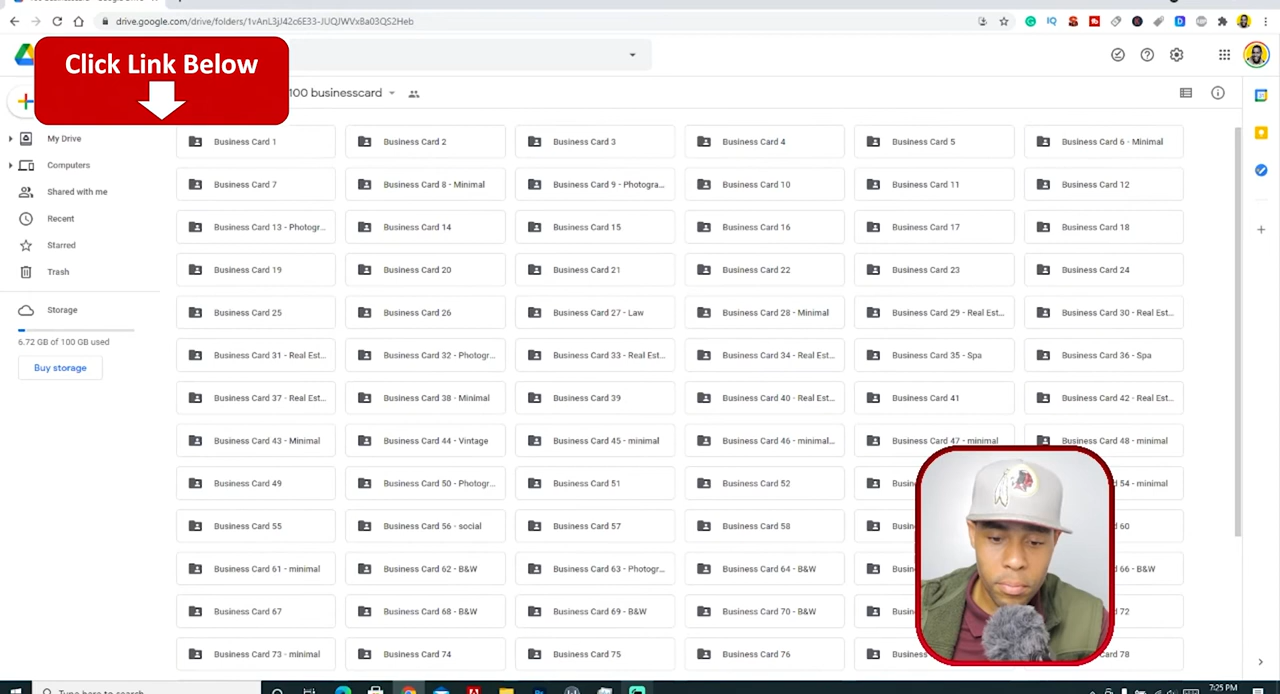 drive.google.com/drive/folders/1vAnL3jJ42c6E33-JUQJWVxBa03QS2Heb
Click Link Below
100 businesscard
My Drive
Computers
Shared with me
Recent
Starred
Trash
Storage
6.72 GB of 100 GB used
Buy storage
Business Card 1
Business Card 2
Business Card 3
Business Card 4
Business Card 5
Business Card 6 - Minimal
Business Card 7
Business Card 8 - Minimal
Business Card 9 - Photogra...
Business Card 10
Business Card 11
Business Card 12
Business Card 13 - Photogr...
Business Card 14
Business Card 15
Business Card 16
Business Card 17
Business Card 18
Business Card 19
Business Card 20
Business Card 21
Business Card 22
Business Card 23
Business Card 24
Business Card 25
Business Card 26
Business Card 27 - Law
Business Card 28 - Minimal
Business Card 29 - Real Est...
Business Card 30 - Real Est...
Business Card 31 - Real Est...
Business Card 32 - Photogr...
Business Card 33 - Real Est...
Business Card 34 - Real Est...
Business Card 35 - Spa
Business Card 36 - Spa
Business Card 37 - Real Est...
Business Card 38 - Minimal
Business Card 39
Business Card 40 - Real Est...
Business Card 41
Business Card 42 - Real Est...
Business Card 43 - Minimal
Business Card 44 - Vintage
Business Card 45 - minimal
Business Card 46 - minimal...
Business Card 47 - minimal
Business Card 48 - minimal
Business Card 49
Business Card 50 - Photogr...
Business Card 51
Business Card 52
Busin
54 - minimal
Business Card 55
Business Card 56 - social
Business Card 57
Business Card 58
Busin
60
Business Card 61 - minimal
Business Card 62 - B&W
Business Card 63 - Photogr...
Business Card 64 - B&W
Busin
66 - B&W
Business Card 67
Business Card 68 - B&W
Business Card 69 - B&W
Business Card 70 - B&W
Busin
72
Business Card 73 - minimal
Business Card 74
Business Card 75
Business Card 76
Busin
78
Type here to search
7:25 PM